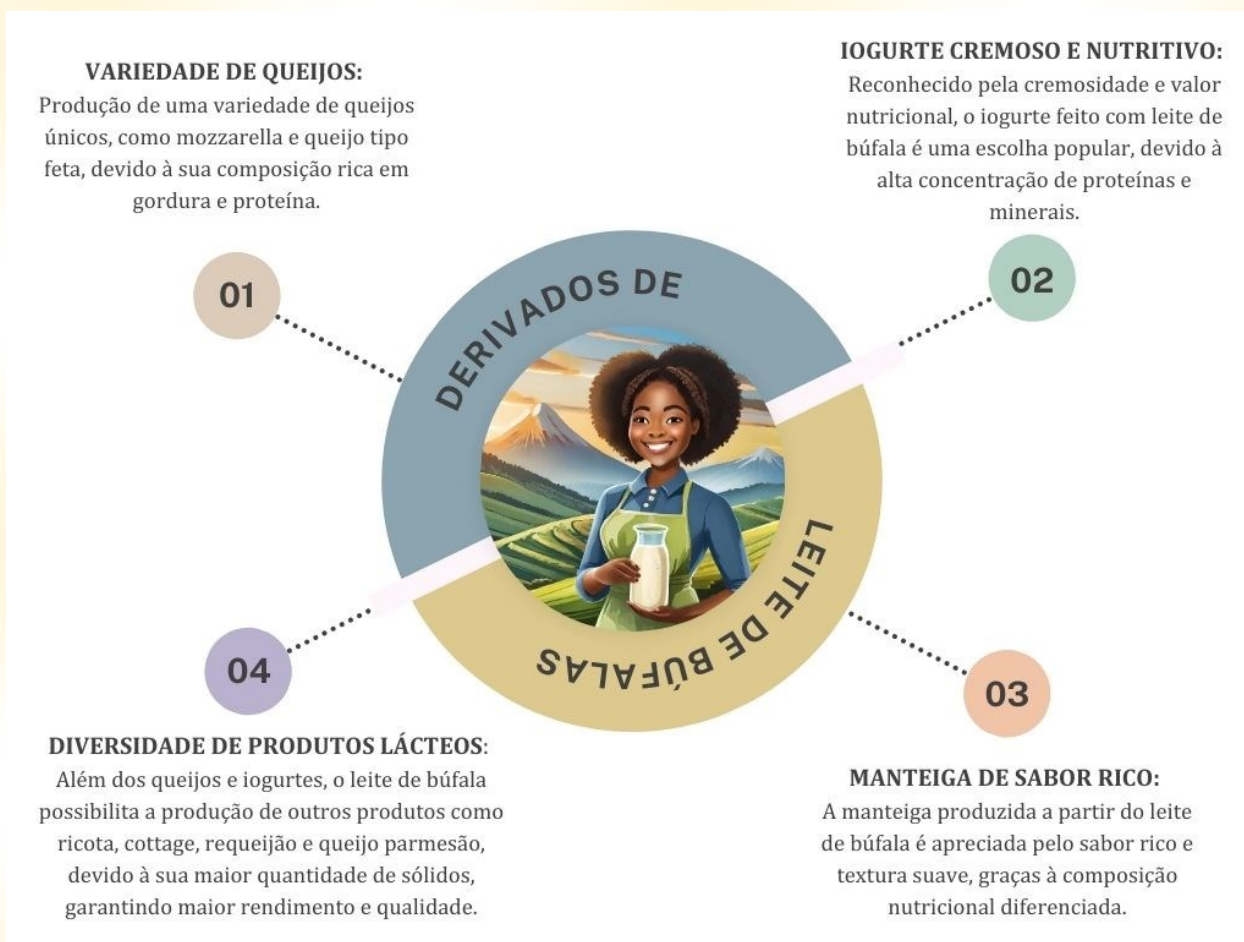 VARIEDADE DE QUEIJOS:
Produção de uma variedade de queijos
únicos, como mozzarella e queijo tipo
feta, devido à sua composição rica em
gordura e proteína.
01
IOGURTE CREMOSO E NUTRITIVO:
Reconhecido pela cremosidade e valor
nutricional, o iogurte feito com leite de
búfala é uma escolha popular, devido à
alta concentração de proteínas e
minerais.
02
DERIVADOS DE
LEITE DE BÚFALAS
03
MANTEIGA DE SABOR RICO:
A manteiga produzida a partir do leite
de búfala é apreciada pelo sabor rico e
textura suave, graças à composição
nutricional diferenciada.
04
DIVERSIDADE DE PRODUTOS LÁCTEOS:
Além dos queijos e iogurtes, o leite de búfala
possibilita a produção de outros produtos como
ricota, cottage, requeijão e queijo parmesão,
devido à sua maior quantidade de sólidos,
garantindo maior rendimento e qualidade.